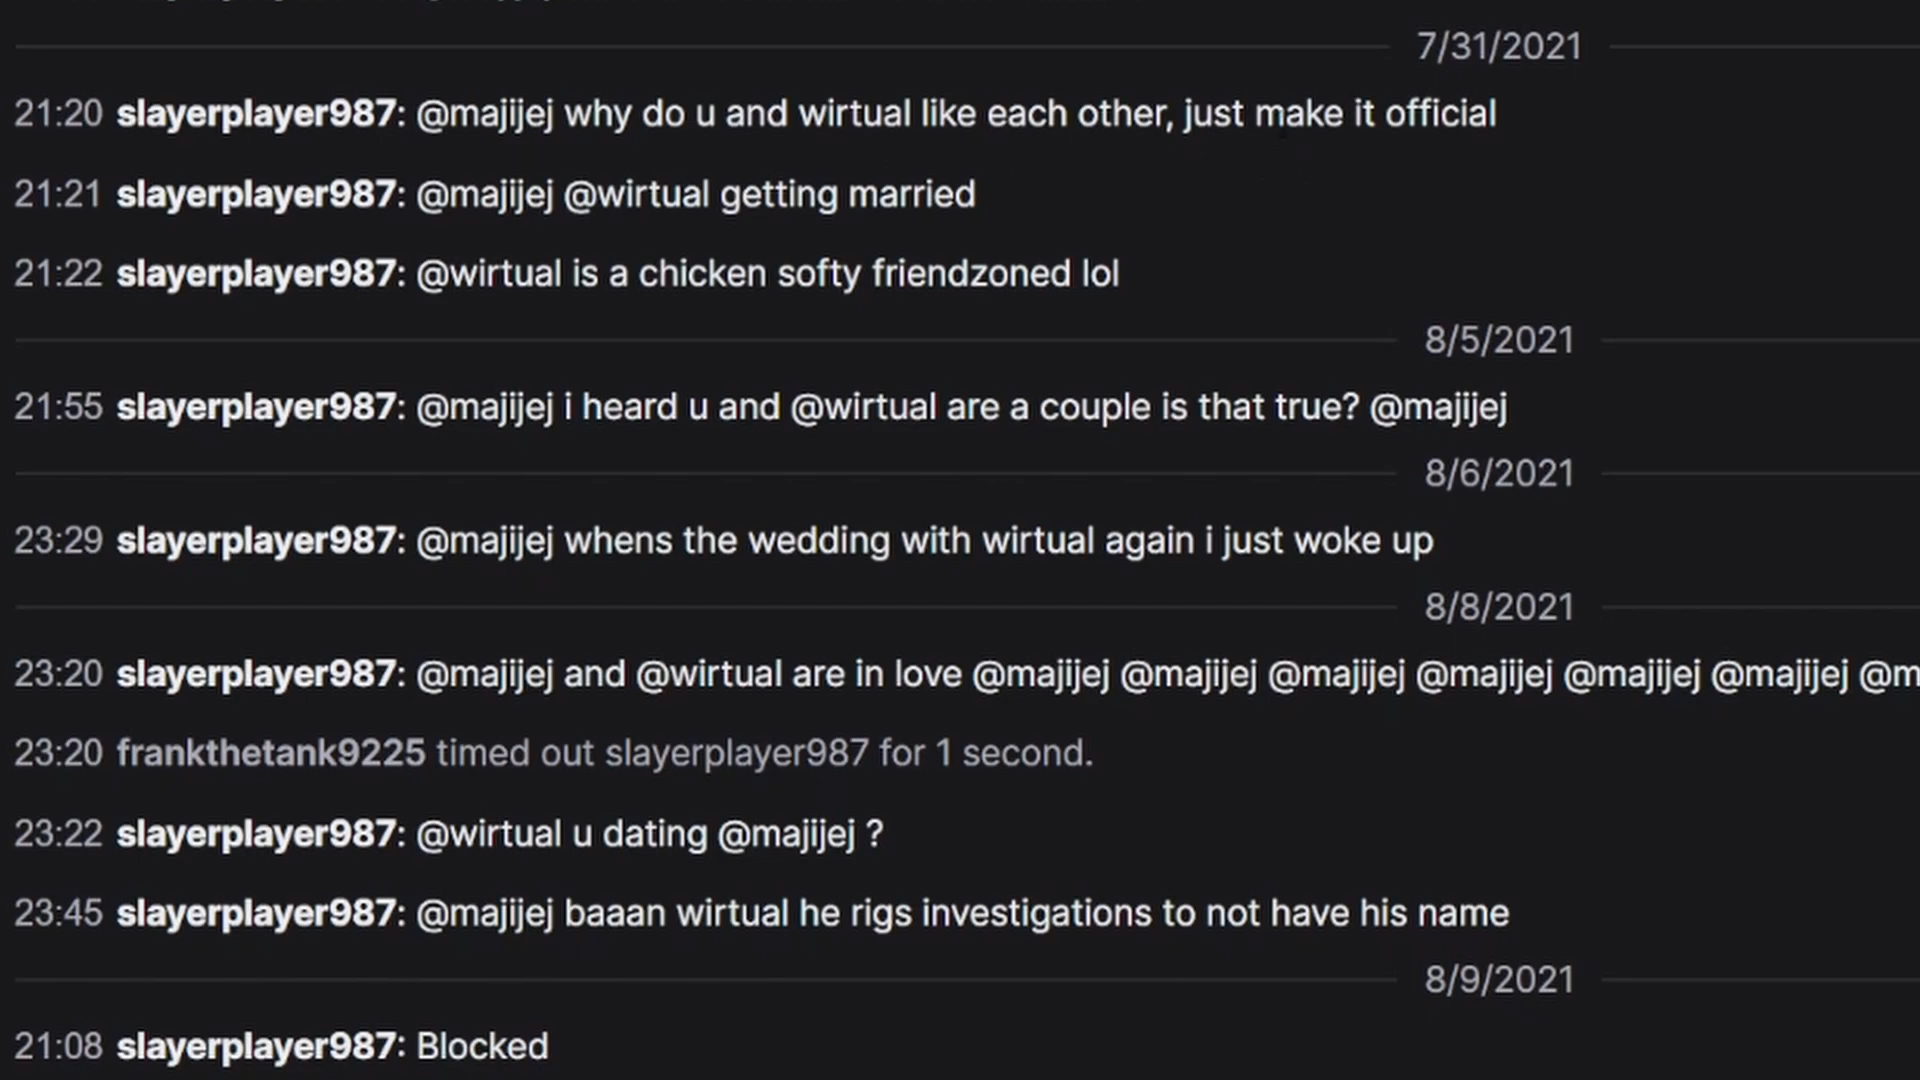 7/31/2021
21:20 slayerplayer987: @majijej why do u and wirtual like each other, just make it official
21:21 slayerplayer987: @majijej @wirtual getting married
21:22 slayerplayer987: @wirtual is a chicken softy friendzoned lol
8/5/2021
21:55 slayerplayer987: @majijej i heard u and @wirtual are a couple is that true? @majijej
8/6/2021
23:29 slayerplayer987: @majijej whens the wedding with wirtual again i just woke up
8/8/2021
23:20 slayerplayer987: @majijej and @wirtual are in love @majijej @majijej @majijej @majijej @majijej @majijej @m
23:20 frankthetank9225 timed out slayerplayer987 for 1 second.
23:22 slayerplayer987: @wirtual u dating @majijej ?
23:45 slayerplayer987: @majijej baaan wirtual he rigs investigations to not have his name
8/9/2021
21:08 slayerplayer987: Blocked